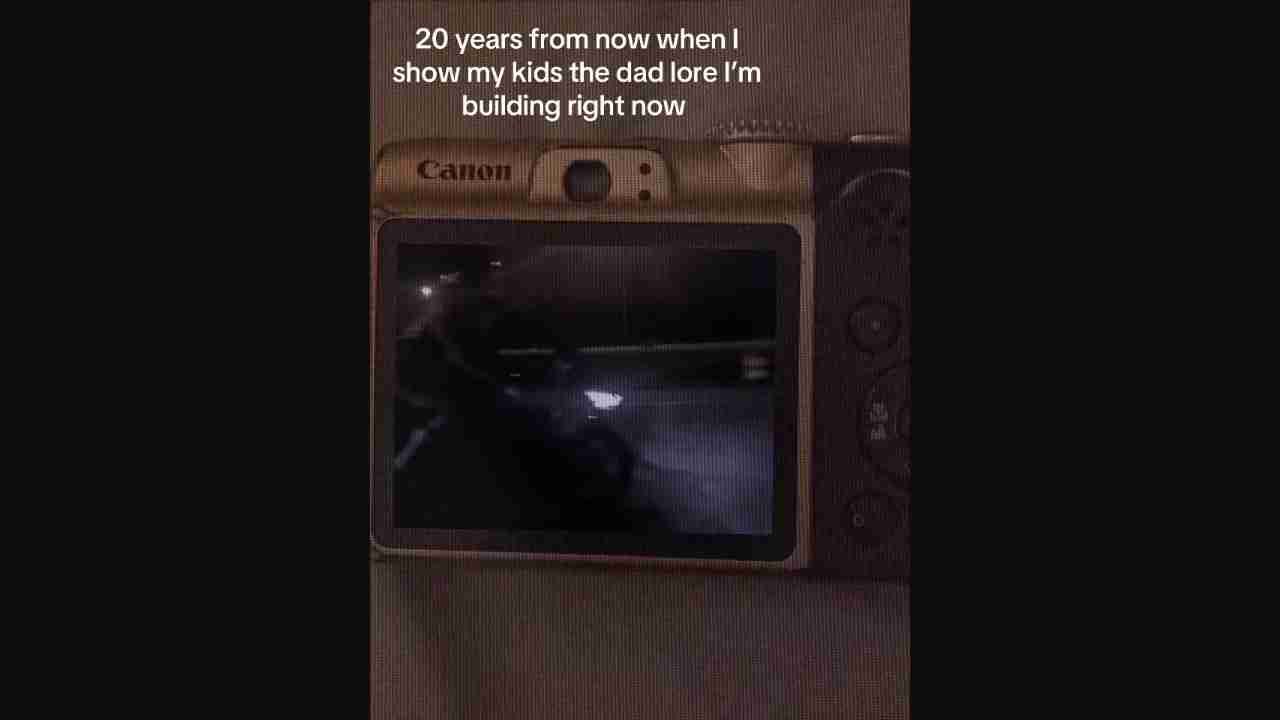 20 years from now when I
show my kids the dad lore I'm
building right now
Canon